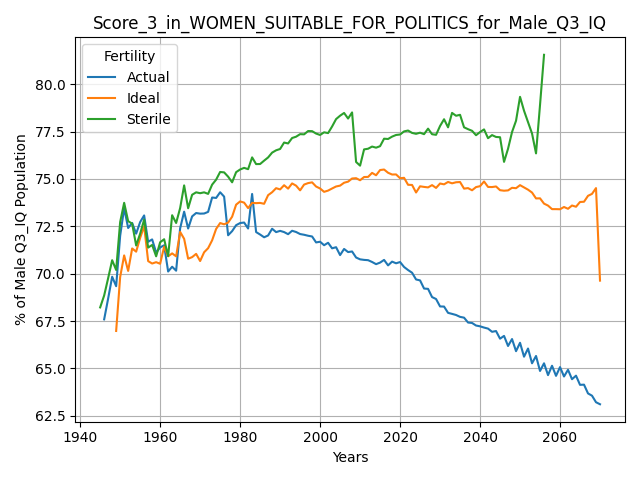 Score_3_in_WOMEN_SUITABLE_FOR_POLITICS_for_Male_Q3_IQ
Fertility
Actual
Ideal
Sterile
% of Male Q3_IQ Population
80.0
77.5
75.0
72.5
70.0
67.5
65.0
62.5
1940 1960 1980 2000 2020 2040 2060
Years